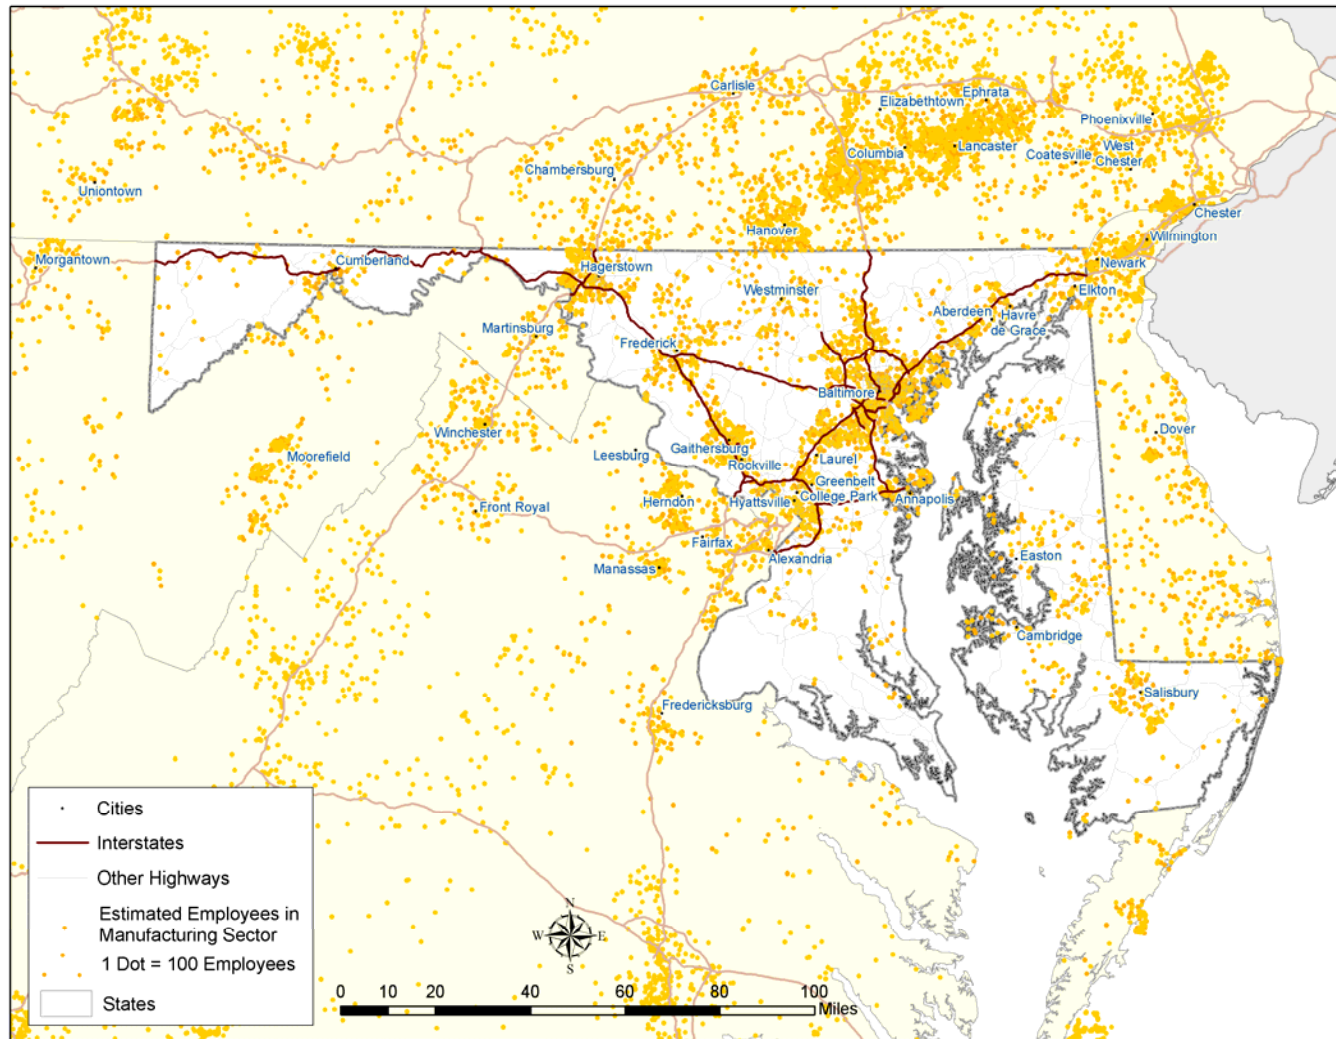 Carlisle
Ephrata
Elizabethtown
Phoenixville
Columbia
Lancaster
West
Chester
Coatesville
Chambersburg
Uniontown
Chester
Hanover
Wilmington
Morgantown
Cumberland
Hagerstown
Newark
Westminster
Elkton
Aberdeen
Havre
de Grace
Martinsburg
Frederick
Baltimore
Winchester
Dover
Gaithersburg
Moorefield
Leesburg
Laurel
Rockville
Greenbelt
College Park
Herndon
Hyattsville
Annapolis
Front Royal
Fairfax
Alexandria
Easton
Manassas
Cambridge
Salisbury
Fredericksburg
Cities
Interstates
Other Highways
Estimated Employees in
Manufacturing Sector
1 Dot = 100 Employees
States
N
W E
S
0 10 20 40 60 80 100
Miles